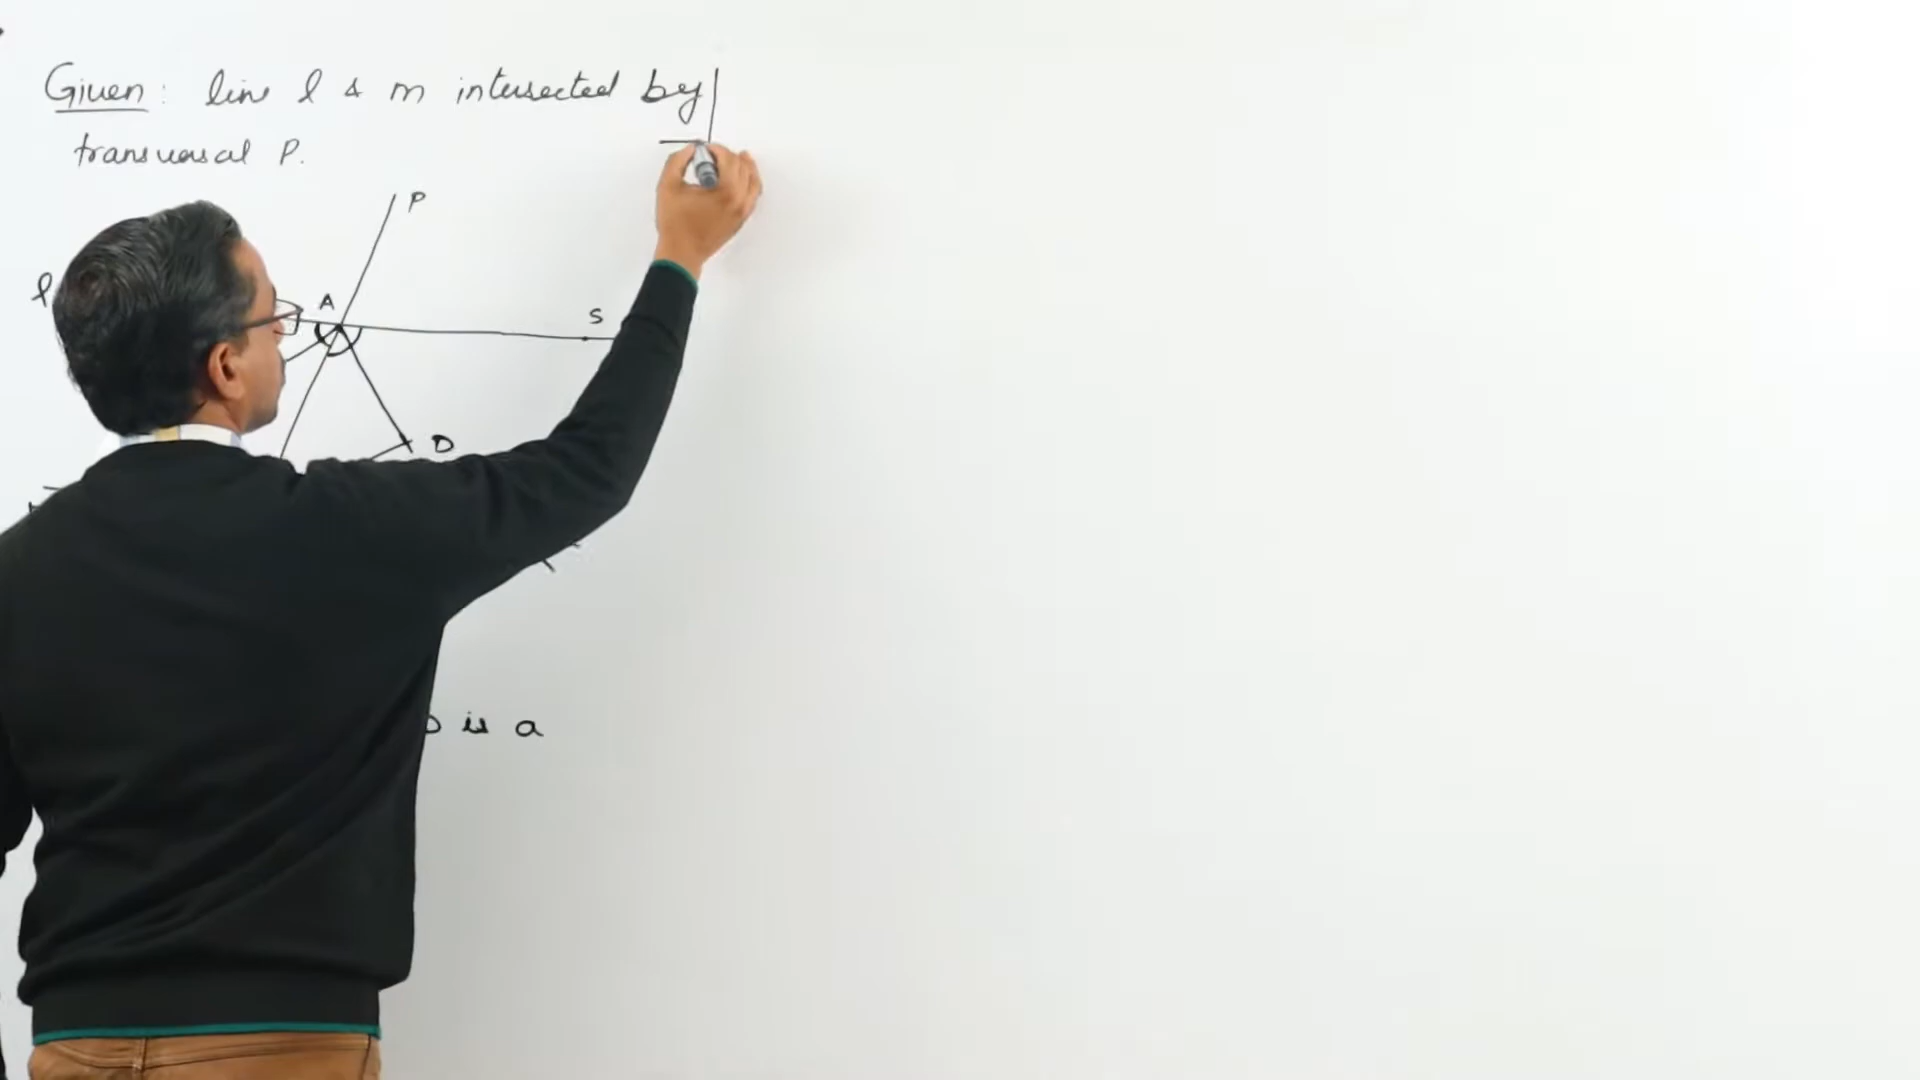 Given: line l & m intersected by
transversal P.
P
l
A
S
D
is a